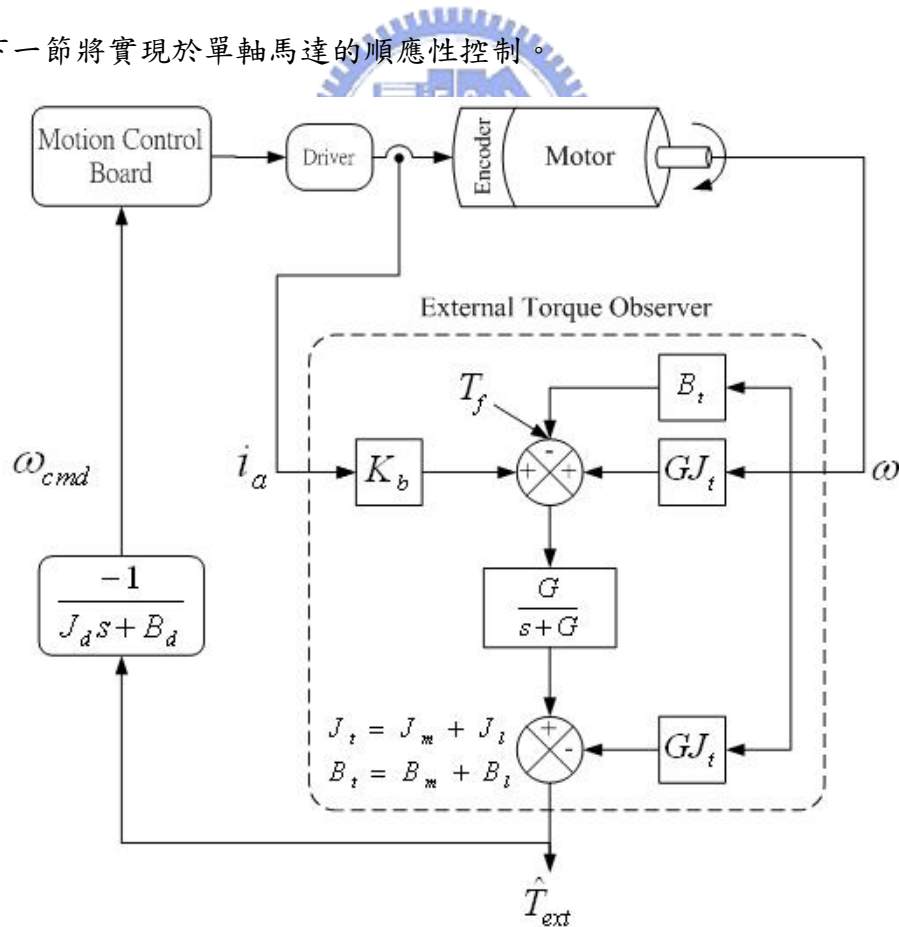 下一節將實現於單軸馬達的順應性控制。
Motion Control
Board
Driver
Encoder
Motor
External Torque Observer
T_f
B_t
ω_cmd
i_a
K_b
+
-
+
GJ_t
ω
-1
J_d s + B_d
G
s + G
J_t = J_m + J_l
B_t = B_m + B_l
+
-
GJ_t
T̂_ext